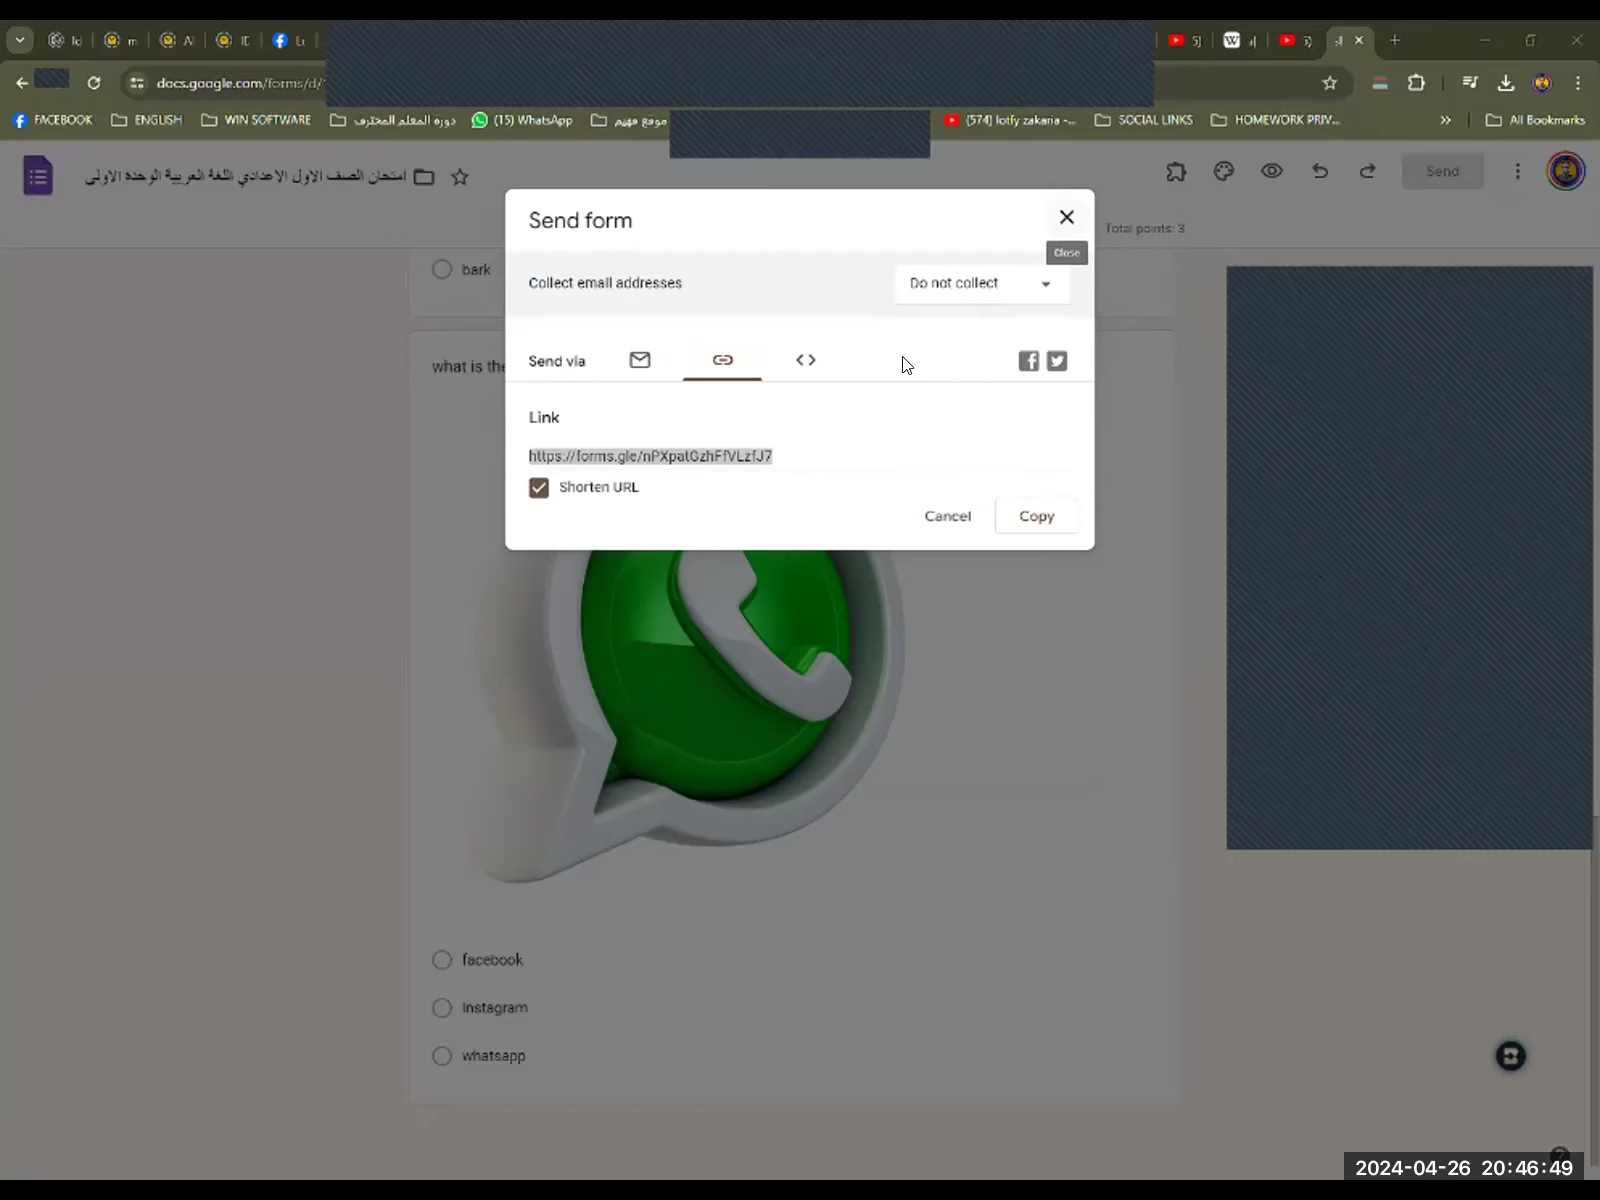 docs.google.com/forms/d/
FACEBOOK
ENGLISH
WIN SOFTWARE
دورة المعلم المحترف
(15) WhatsApp
موقع فهيم
(574) lotfy zakaria -...
SOCIAL LINKS
HOMEWORK PRIV...
All Bookmarks
امتحان الصف الاول الاعدادي اللغة العربية الوحدة الاولى
Send
Total points: 3
Send form
Close
Collect email addresses
Do not collect
bark
what is the
Send via
Link
https://forms.gle/nPXpatGzhFfVLzfJ7
Shorten URL
Cancel
Copy
facebook
instagram
whatsapp
2024-04-26 20:46:49